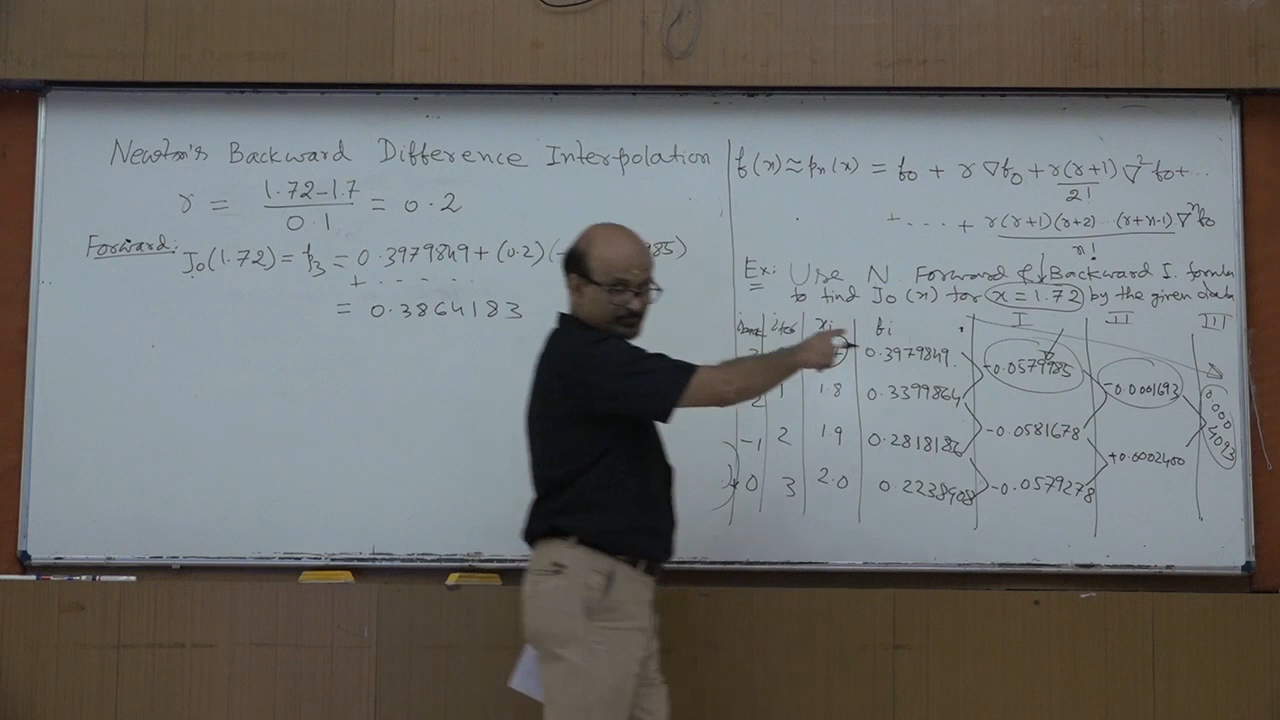 Newton's Backward Difference Interpolation
r = (1.72-1.7)/0.1 = 0.2
Forward: J₀(1.72) = f₃ = 0.3979849 + (0.2)(- 985)
+ . . . . .
= 0.3864183
f(x) ≈ pₙ(x) = f₀ + r ∇f₀ + r(r+1)/2! ∇²f₀ + ...
+ .... + r(r+1)(r+2) ... (r+n-1)/n! ∇ⁿf₀
Ex: Use N. Forward & Backward I. formula
to find J₀(x) for x = 1.72 by the given data
xᵢ fᵢ I II III
0.3979849
-0.0579985
1 1.8 0.3399864 -0.0001693
-0.0581678 0.0004093
-1 2 1.9 0.2818186 +0.0002400
-0.0579278
0 3 2.0 0.2238908